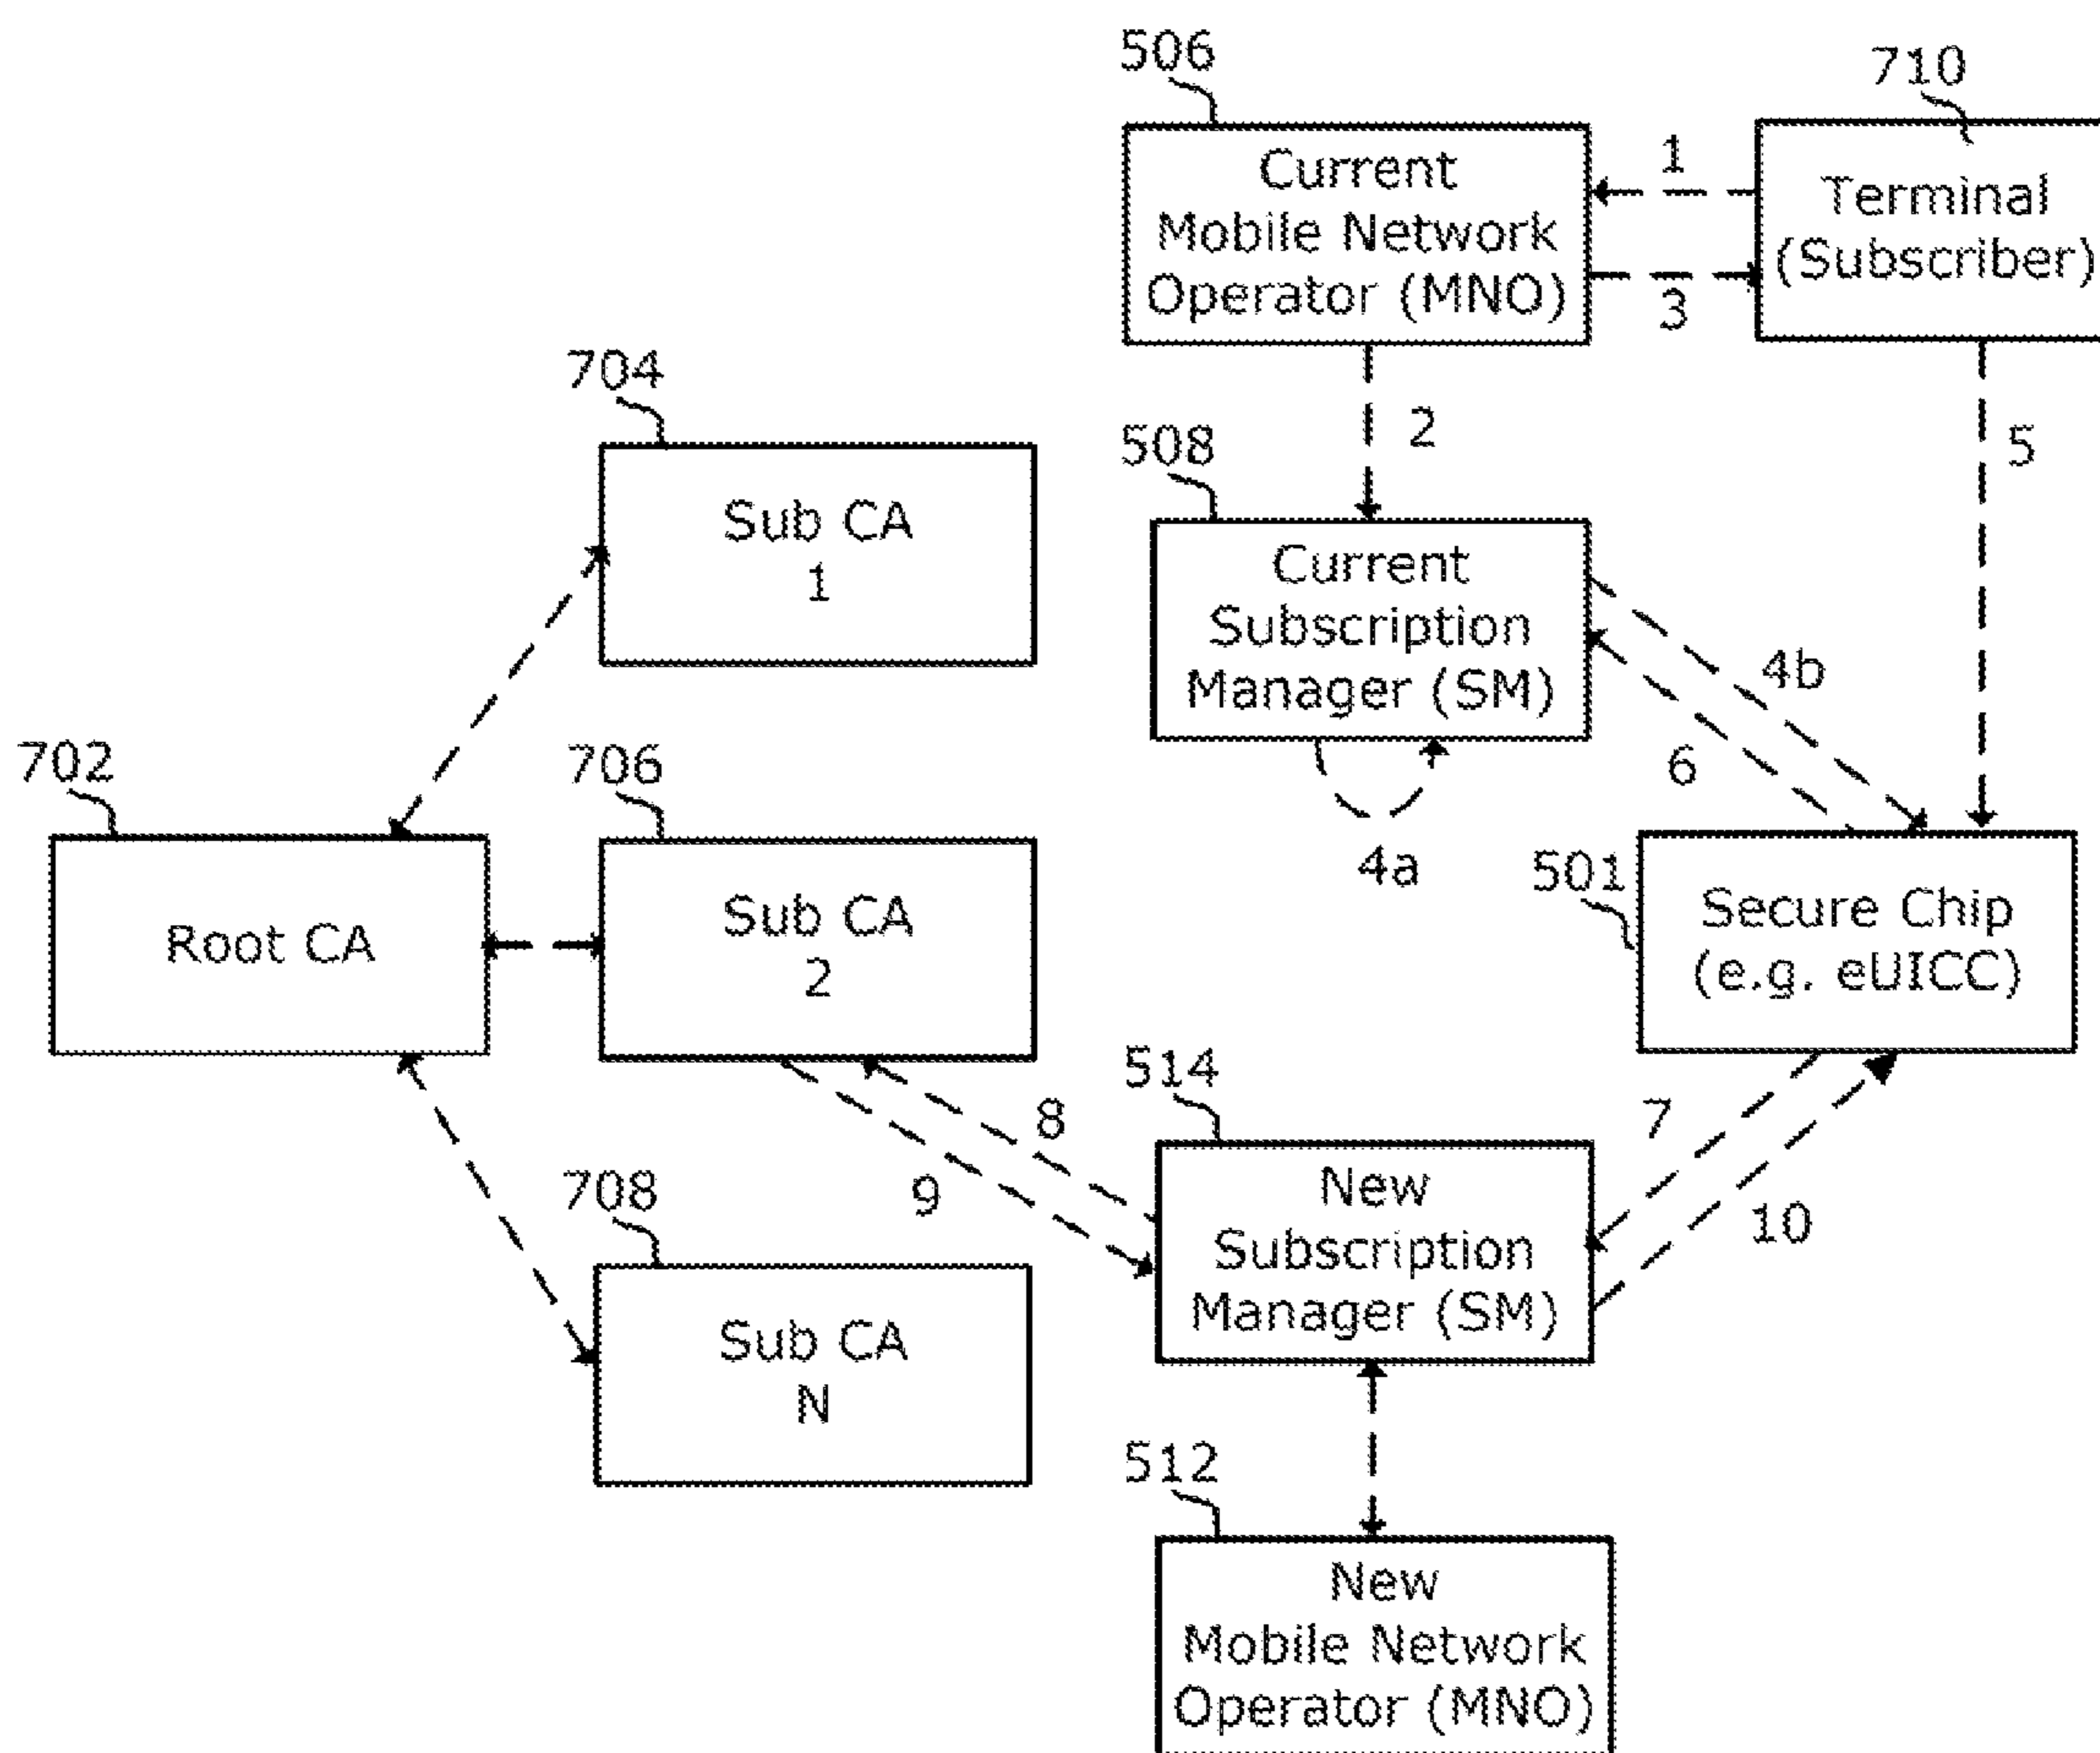 506
710
Current
Mobile Network
Operator (MNO)
1
3
Terminal
(Subscriber)
704
Sub CA
1
2
508
5
Current
Subscription
Manager (SM)
4b
6
4a
702
Root CA
706
Sub CA
2
501
Secure Chip
(e.g. eUICC)
8
9
514
New
Subscription
Manager (SM)
7
10
708
Sub CA
N
512
New
Mobile Network
Operator (MNO)